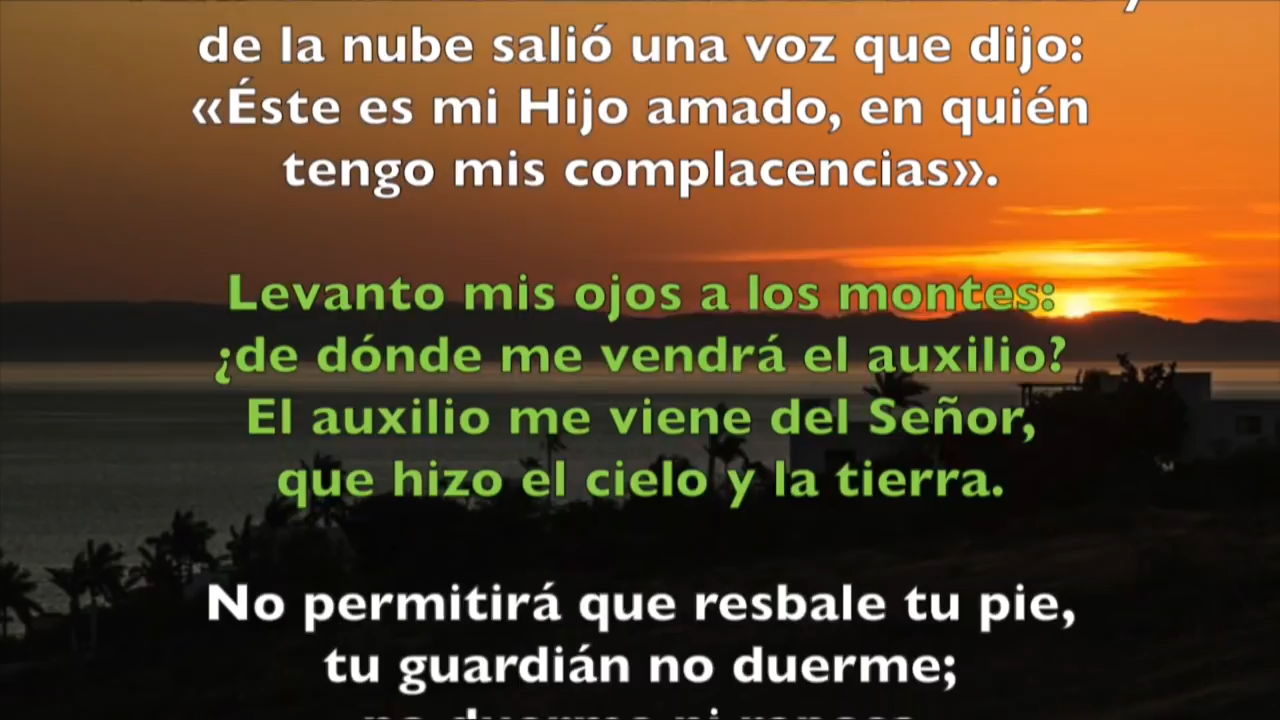 de la nube salió una voz que dijo:
«Éste es mi Hijo amado, en quién
tengo mis complacencias».
Levanto mis ojos a los montes:
¿de dónde me vendrá el auxilio?
El auxilio me viene del Señor,
que hizo el cielo y la tierra.
No permitirá que resbale tu pie,
tu guardián no duerme;